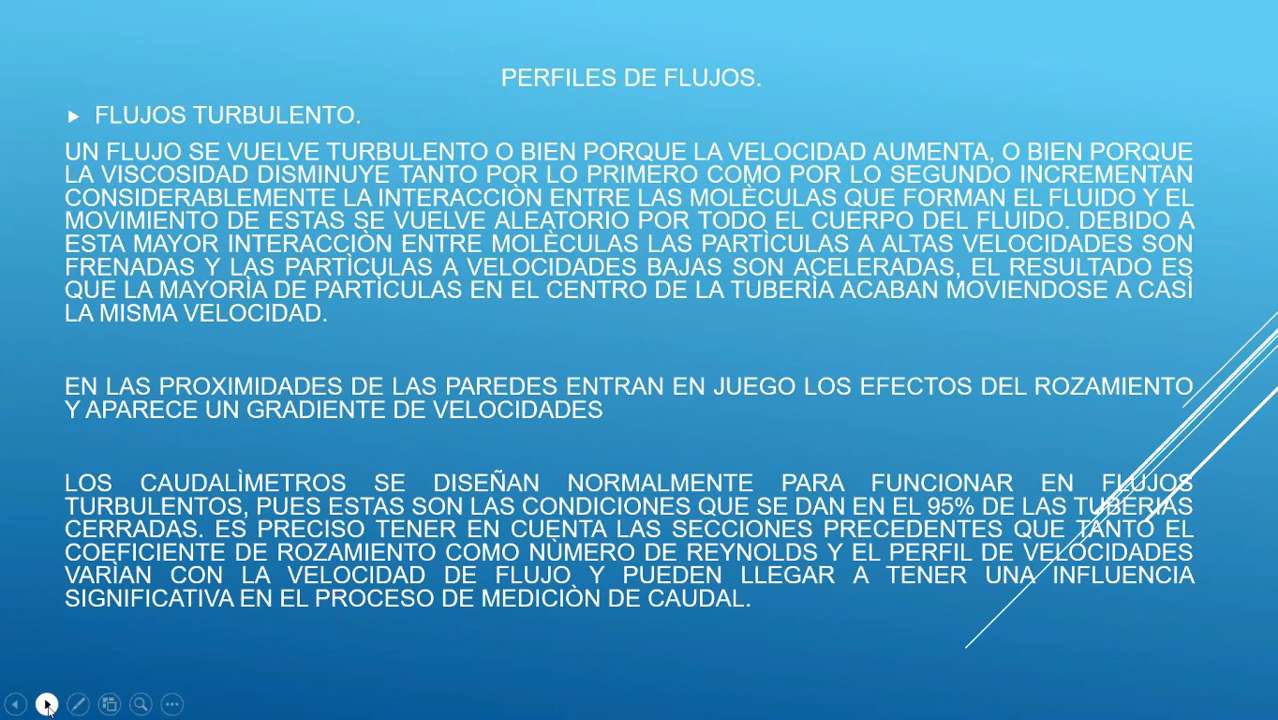 PERFILES DE FLUJOS.
FLUJOS TURBULENTO.
UN FLUJO SE VUELVE TURBULENTO O BIEN PORQUE LA VELOCIDAD AUMENTA, O BIEN PORQUE
LA VISCOSIDAD DISMINUYE TANTO POR LO PRIMERO COMO POR LO SEGUNDO INCREMENTAN
CONSIDERABLEMENTE LA INTERACCIÒN ENTRE LAS MOLÈCULAS QUE FORMAN EL FLUIDO Y EL
MOVIMIENTO DE ESTAS SE VUELVE ALEATORIO POR TODO EL CUERPO DEL FLUIDO. DEBIDO A
ESTA MAYOR INTERACCIÒN ENTRE MOLÈCULAS LAS PARTÌCULAS A ALTAS VELOCIDADES SON
FRENADAS Y LAS PARTÌCULAS A VELOCIDADES BAJAS SON ACELERADAS, EL RESULTADO ES
QUE LA MAYORÌA DE PARTÌCULAS EN EL CENTRO DE LA TUBERÌA ACABAN MOVIENDOSE A CASÌ
LA MISMA VELOCIDAD.
EN LAS PROXIMIDADES DE LAS PAREDES ENTRAN EN JUEGO LOS EFECTOS DEL ROZAMIENTO
Y APARECE UN GRADIENTE DE VELOCIDADES
LOS CAUDALÌMETROS SE DISEÑAN NORMALMENTE PARA FUNCIONAR EN FLUJOS
TURBULENTOS, PUES ESTAS SON LAS CONDICIONES QUE SE DAN EN EL 95% DE LAS TUBERIAS
CERRADAS. ES PRECISO TENER EN CUENTA LAS SECCIONES PRECEDENTES QUE TANTO EL
COEFICIENTE DE ROZAMIENTO COMO NÙMERO DE REYNOLDS Y EL PERFIL DE VELOCIDADES
VARÌAN CON LA VELOCIDAD DE FLUJO Y PUEDEN LLEGAR A TENER UNA INFLUENCIA
SIGNIFICATIVA EN EL PROCESO DE MEDICIÒN DE CAUDAL.